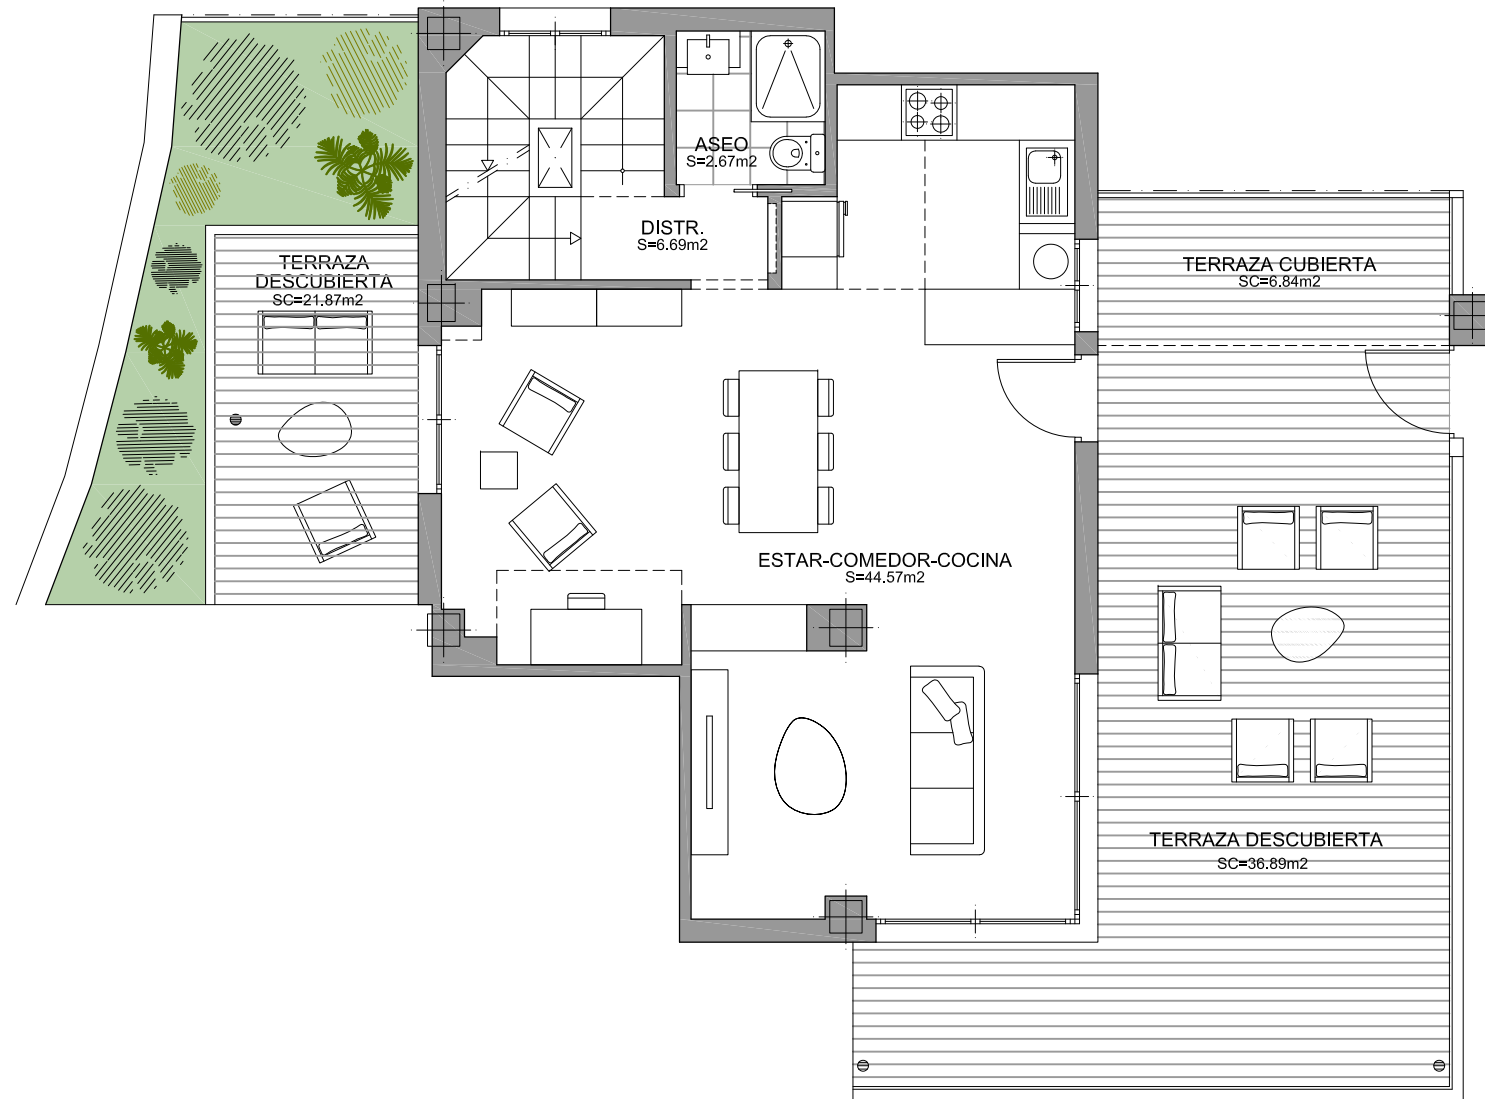 ASEO
S=2.67m2
DISTR.
S=6.69m2
TERRAZA
DESCUBIERTA
SC=21.87m2
TERRAZA CUBIERTA
SC=6.84m2
ESTAR-COMEDOR-COCINA
S=44.57m2
TERRAZA DESCUBIERTA
SC=36.89m2